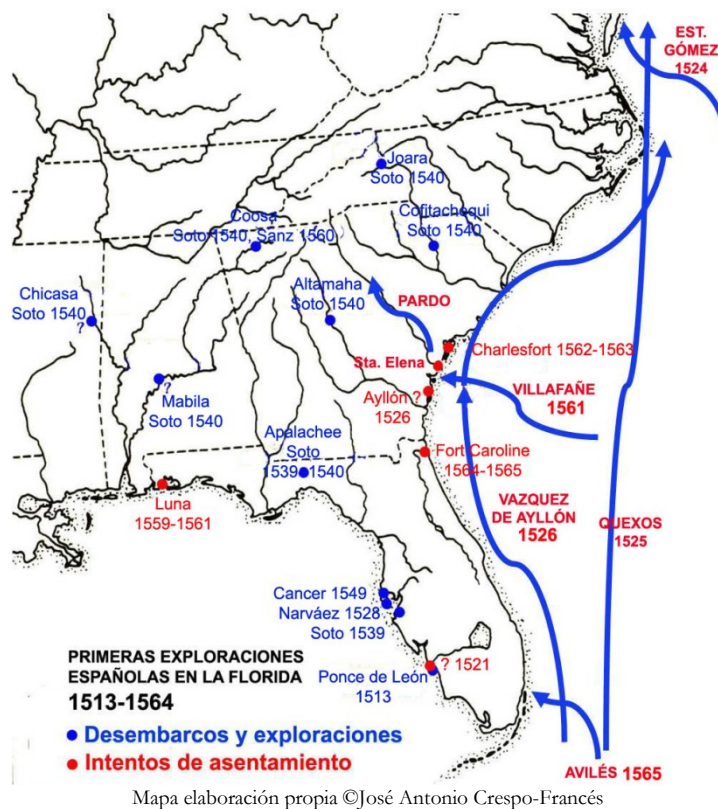 EST.
GÓMEZ
1524
Joara
Soto 1540
Coosa
Soto 1540, Sanz 1560
Cofitachoqui
Soto 1540
Chicasa
Soto 1540
?
Altamaha
Soto 1540
PARDO
Charlesfort 1562-1563
Sta. Elena
?
Mabila
Soto 1540
Ayllón ?
1526
VILLAFAÑE
1561
Apalachee
Soto
1539-1540
Fort Caroline
1564-1565
Luna
1559-1561
VAZQUEZ
DE AYLLÓN
1526
QUEXOS
1525
Cancer 1549
Narváez 1528
Soto 1539
? 1521
Ponce de León
1513
PRIMERAS EXPLORACIONES
ESPAÑOLAS EN LA FLORIDA
1513-1564
Desembarcos y exploraciones
Intentos de asentamiento
AVILÉS 1565
Mapa elaboración propia ©José Antonio Crespo-Francés